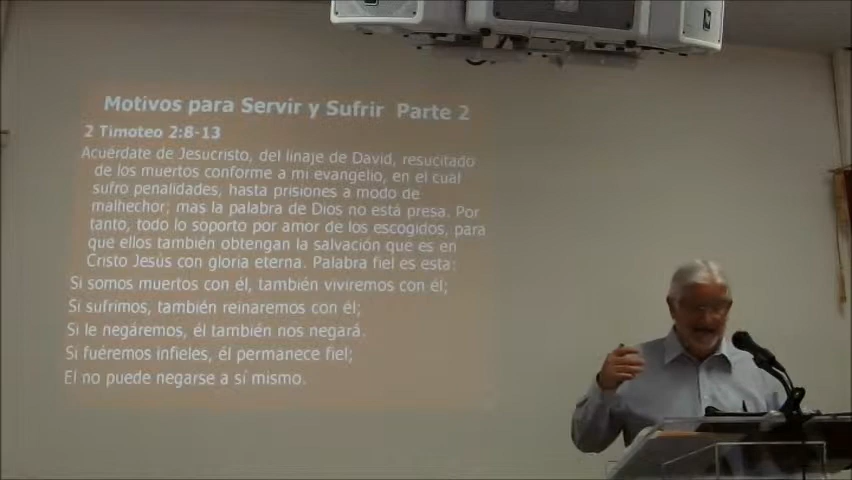 Motivos para Servir y Sufrir Parte 2
2 Timoteo 2:8-13
Acuérdate de Jesucristo, del linaje de David, resucitado
de los muertos conforme a mi evangelio, en el cual
sufro penalidades, hasta prisiones a modo de
malhechor; mas la palabra de Dios no está presa. Por
tanto, todo lo soporto por amor de los escogidos, para
que ellos también obtengan la salvación que es en
Cristo Jesús con gloria eterna. Palabra fiel es esta:
Si somos muertos con él, también viviremos con él;
Si sufrimos, también reinaremos con él;
Si le negáremos, él también nos negará.
Si fuéremos infieles, él permanece fiel;
El no puede negarse a sí mismo.